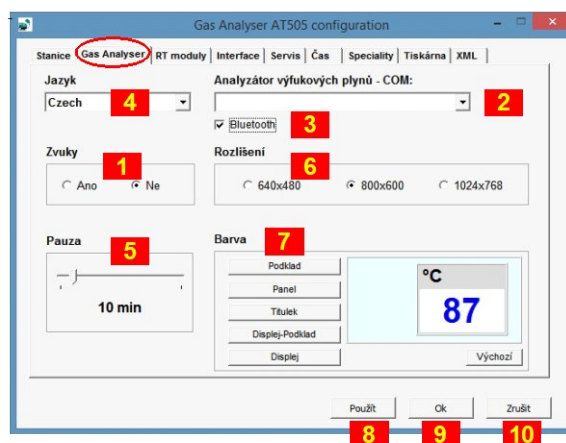 Gas Analyser AT505 configuration
Stanice Gas Analyser RT moduly Interface Servis Čas Speciality Tiskárna XML
Jazyk Analyzátor výfukových plynů - COM:
Czech 4 2
Bluetooth 3
Zvuky 1 Rozlišení 6
Ano Ne 640x480 800x600 1024x768
Pauza 5 Barva 7
Podklad
Panel
Titulek
Displej-Podklad
Displej
10 min
°C
87
Výchozí
Použít Ok Zrušit
8 9 10